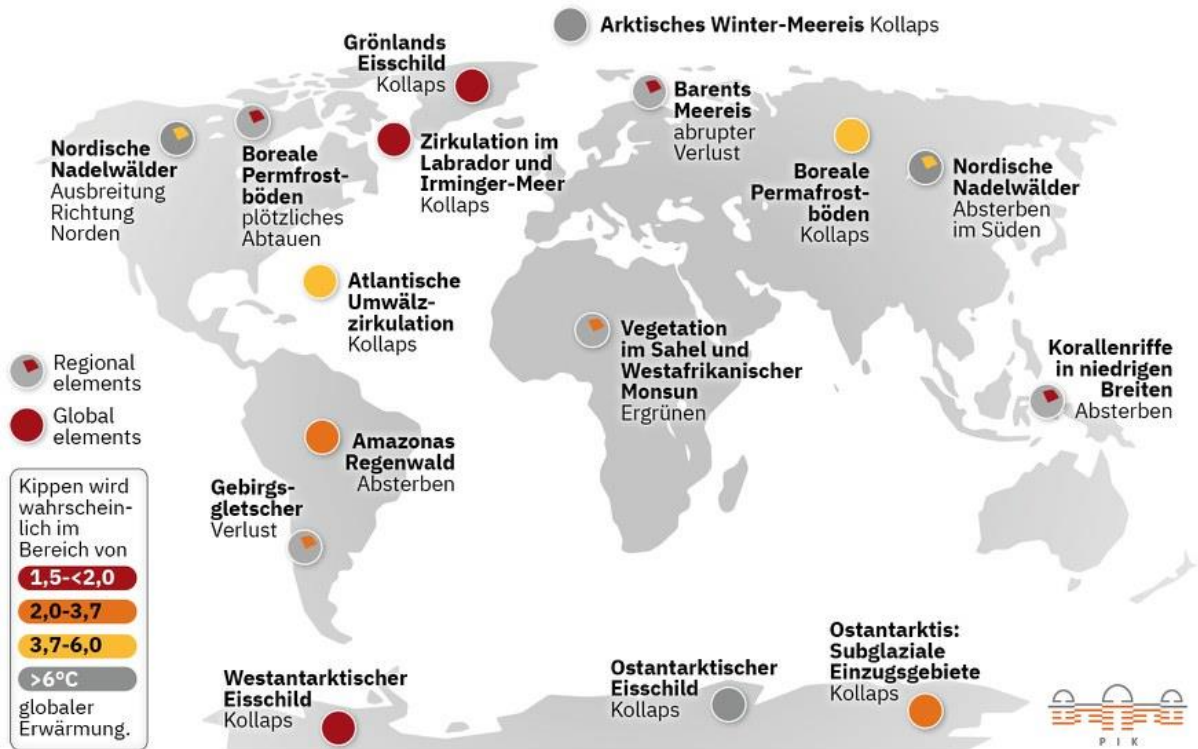 Arktisches Winter-Meereis Kollaps
Grönlands
Eisschild
Kollaps
Barents
Meereis
abrupter
Verlust
Nordische
Nadelwälder
Ausbreitung
Richtung
Norden
Boreale
Permfrost-
böden
plötzliches
Abtauen
Zirkulation im
Labrador und
Irminger-Meer
Kollaps
Boreale
Permafrost-
böden
Kollaps
Nordische
Nadelwälder
Absterben
im Süden
Atlantische
Umwälz-
zirkulation
Kollaps
Vegetation
im Sahel und
Westafrikanischer
Monsun
Ergrünen
Korallenriffe
in niedrigen
Breiten
Absterben
Regional
elements
Global
elements
Amazonas
Regenwald
Absterben
Gebirgs-
gletscher
Verlust
Kippen wird
wahrschein-
lich im
Bereich von
1,5-<2,0
2,0-3,7
3,7-6,0
>6°C
globaler
Erwärmung.
Westantarktischer
Eisschild
Kollaps
Ostantarktischer
Eisschild
Kollaps
Ostantarktis:
Subglaziale
Einzugsgebiete
Kollaps
PIK